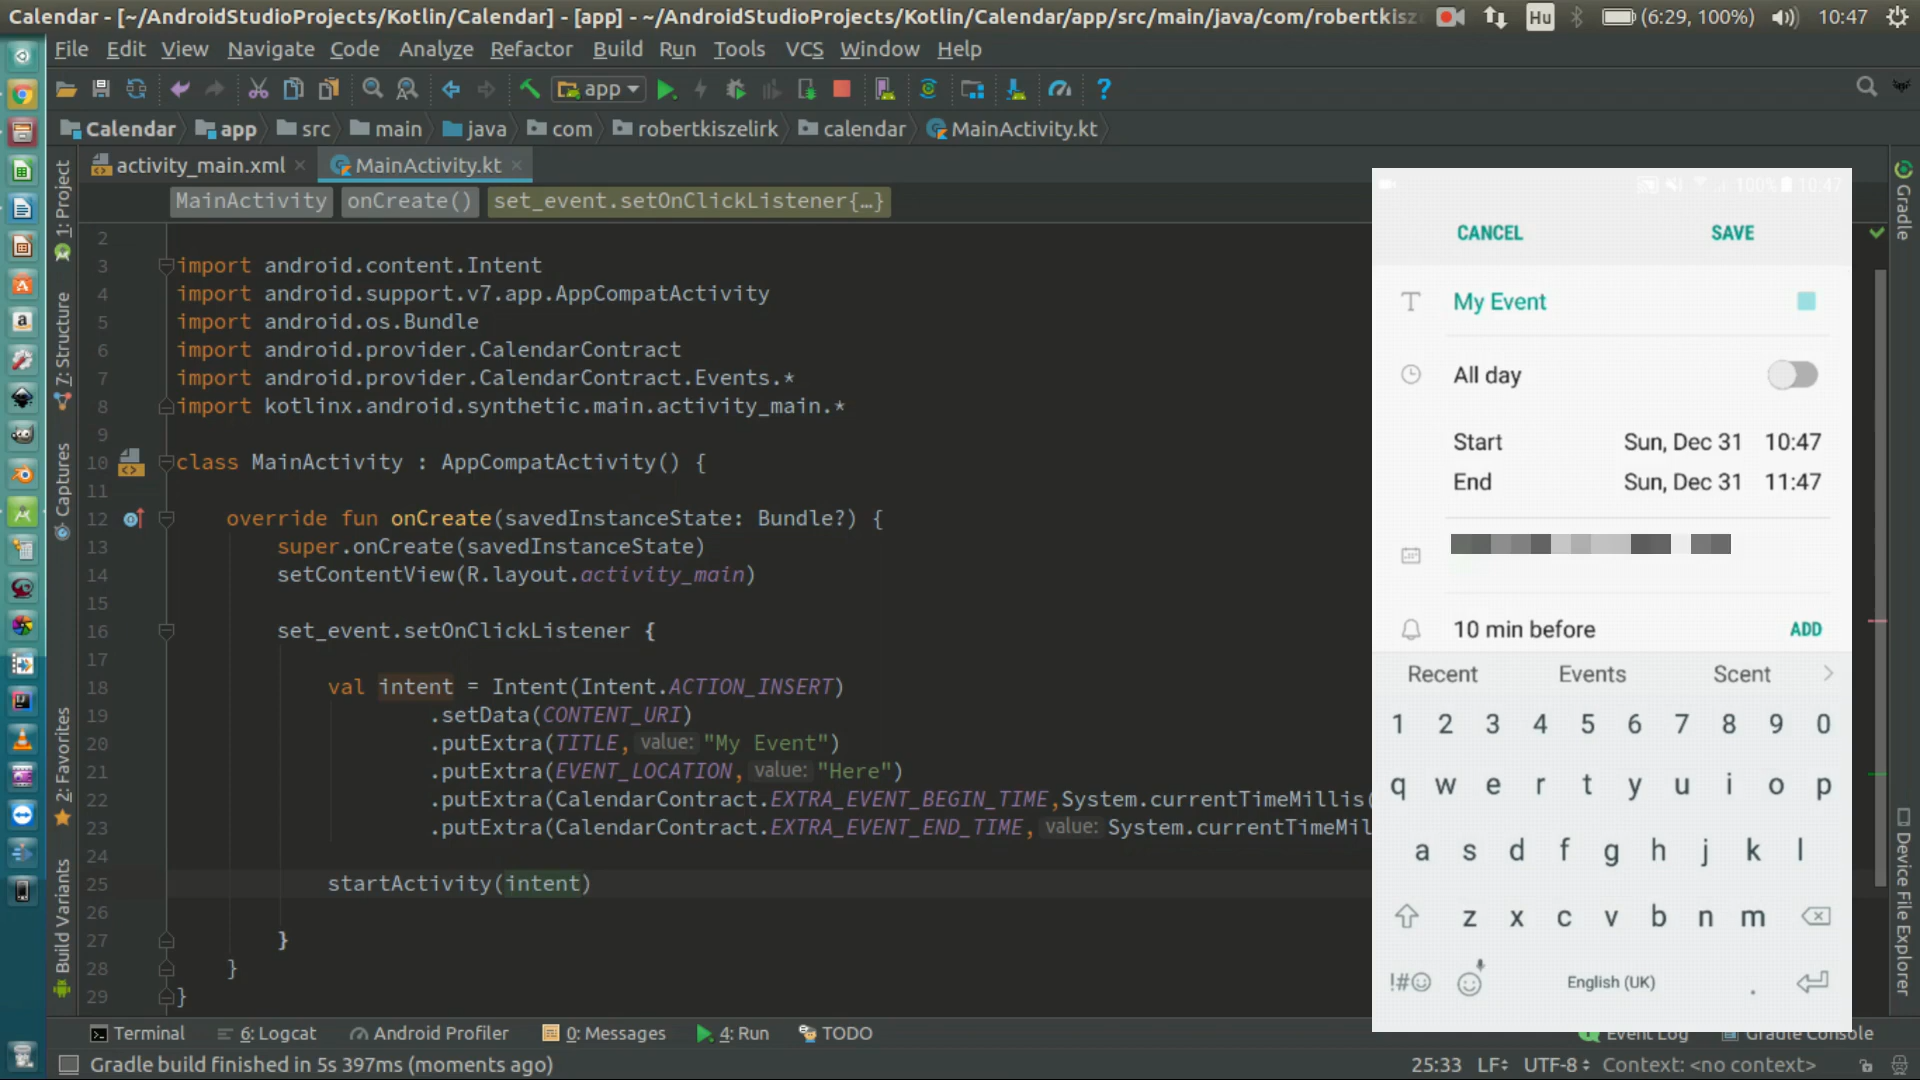 Calendar - [~/AndroidStudioProjects/Kotlin/Calendar] - [app] - ~/AndroidStudioProjects/Kotlin/Calendar/app/src/main/java/com/robertkisz
Hu
(6:29, 100%)
10:47
File Edit View Navigate Code Analyze Refactor Build Run Tools VCS Window Help
app
Calendar app src main java com robertkiszelirk calendar MainActivity.kt
activity_main.xml MainActivity.kt
MainActivity onCreate() set_event.setOnClickListener{...}
1: Project
7: Structure
Captures
2: Favorites
Build Variants
2
3 import android.content.Intent
4 import android.support.v7.app.AppCompatActivity
5 import android.os.Bundle
6 import android.provider.CalendarContract
7 import android.provider.CalendarContract.Events.*
8 import kotlinx.android.synthetic.main.activity_main.*
9
10 class MainActivity : AppCompatActivity() {
11
12 override fun onCreate(savedInstanceState: Bundle?) {
13 super.onCreate(savedInstanceState)
14 setContentView(R.layout.activity_main)
15
16 set_event.setOnClickListener {
17
18 val intent = Intent(Intent.ACTION_INSERT)
19 .setData(CONTENT_URI)
20 .putExtra(TITLE, value: "My Event")
21 .putExtra(EVENT_LOCATION, value: "Here")
22 .putExtra(CalendarContract.EXTRA_EVENT_BEGIN_TIME,System.currentTimeMillis(
23 .putExtra(CalendarContract.EXTRA_EVENT_END_TIME, value: System.currentTimeMil
24
25 startActivity(intent)
26
27 }
28 }
29 }
100% 10:47
CANCEL SAVE
My Event
All day
Start Sun, Dec 31 10:47
End Sun, Dec 31 11:47
10 min before ADD
Recent Events Scent
1 2 3 4 5 6 7 8 9 0
q w e r t y u i o p
a s d f g h j k l
z x c v b n m
!#☺ English (UK) .
Gradle
Device File Explorer
Terminal 6: Logcat Android Profiler 0: Messages 4: Run TODO Event Log Gradle Console
Gradle build finished in 5s 397ms (moments ago) 25:33 LF UTF-8 Context: <no context>